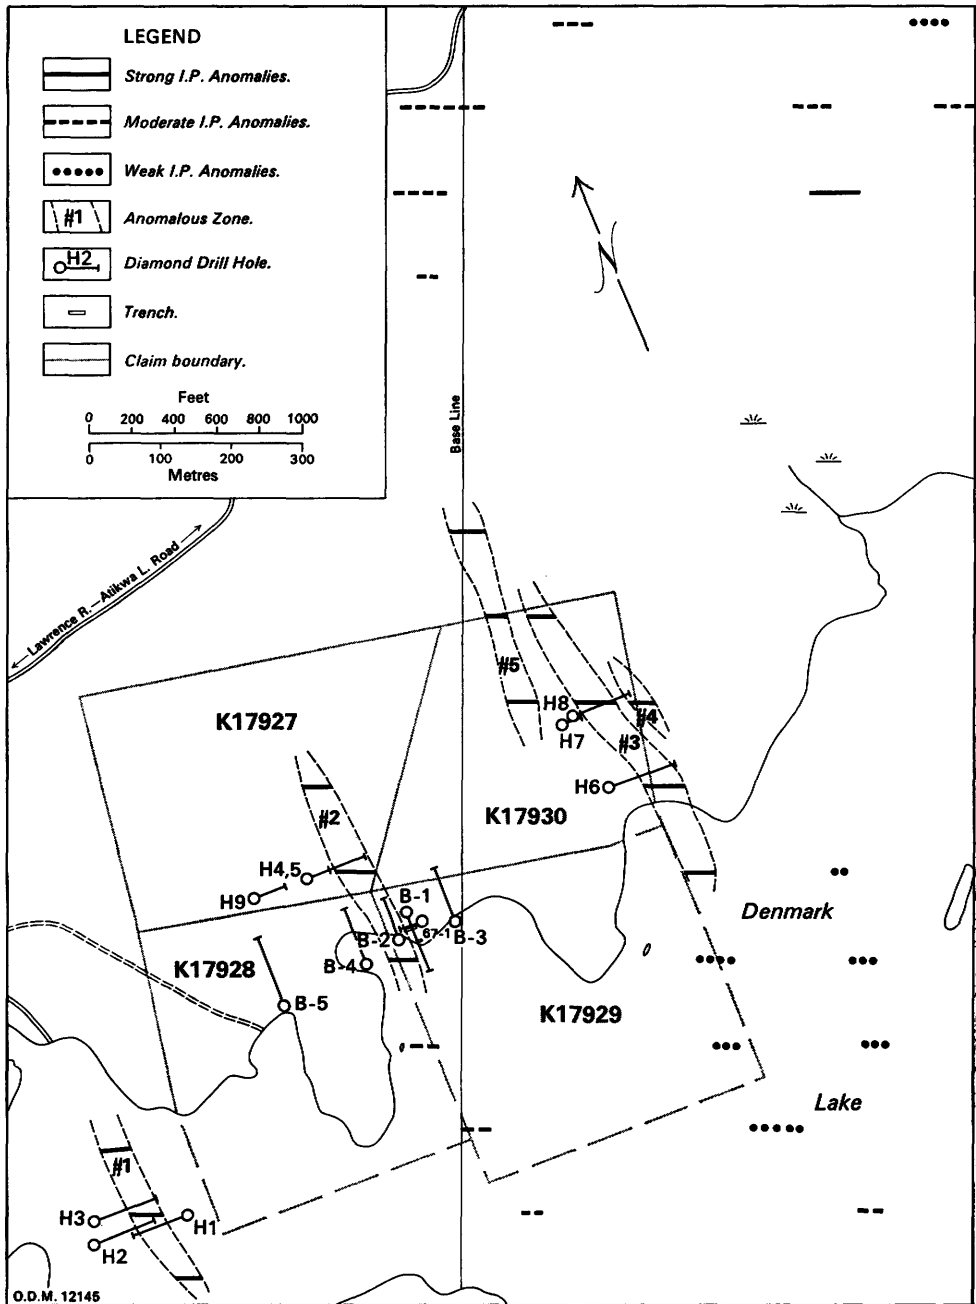 LEGEND
Strong I.P. Anomalies.
Moderate I.P. Anomalies.
Weak I.P. Anomalies.
#1
Anomalous Zone.
H2
Diamond Drill Hole.
Trench.
Claim boundary.
Feet
0 200 400 600 800 1000
0 100 200 300
Metres
N
Base Line
Lawrence R.—Atikwa L. Road
#5
K17927
H8
#4
H7
#3
H6
#2
K17930
H4,5
H9
B-1
Denmark
B-2
67-1
B-3
B-4
K17928
B-5
K17929
Lake
#1
H3
H1
H2
O.D.M. 12145